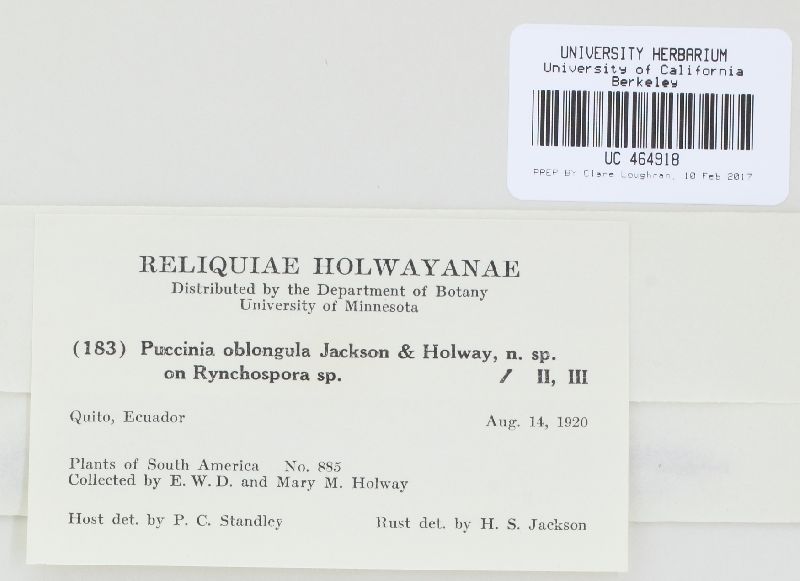 UNIVERSITY HERBARIUM
University of California
Berkeley
UC 464918
PREP BY Clare Loughran, 10 Feb 2017
RELIQUIAE HOLWAYANAE
Distributed by the Department of Botany
University of Minnesota
(183) Puccinia oblongula Jackson & Holway, n. sp.
on Rynchospora sp. / II, III
Quito, Ecuador Aug. 14, 1920
Plants of South America No. 885
Collected by E. W. D. and Mary M. Holway
Host det. by P. C. Standley Rust det. by H. S. Jackson